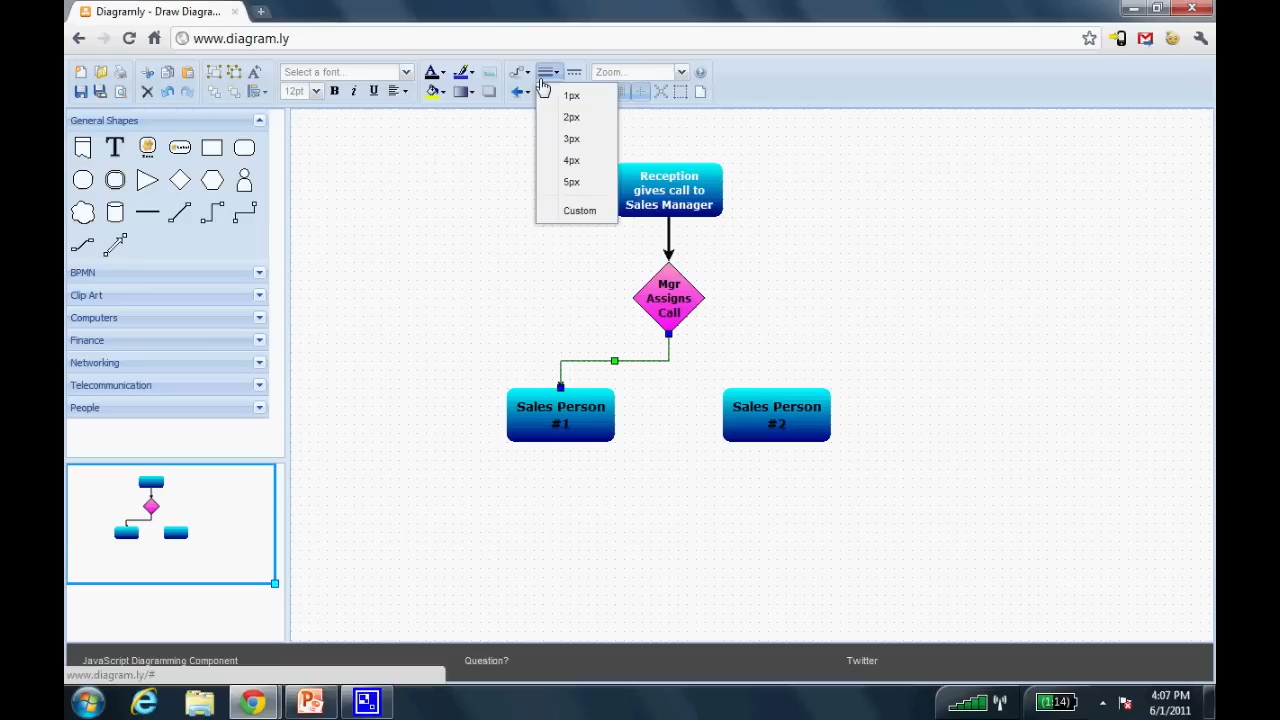 Diagramly - Draw Diagra...
www.diagram.ly
Select a font...
Zoom...
12pt
B
i
U
1px
2px
3px
4px
5px
Custom
General Shapes
T
BPMN
Clip Art
Computers
Finance
Networking
Telecommunication
People
Reception
gives call to
Sales Manager
Mgr
Assigns
Call
Sales Person
#1
Sales Person
#2
JavaScript Diagramming Component
Question?
Twitter
www.diagram.ly/#
(1:14)
4:07 PM
6/1/2011